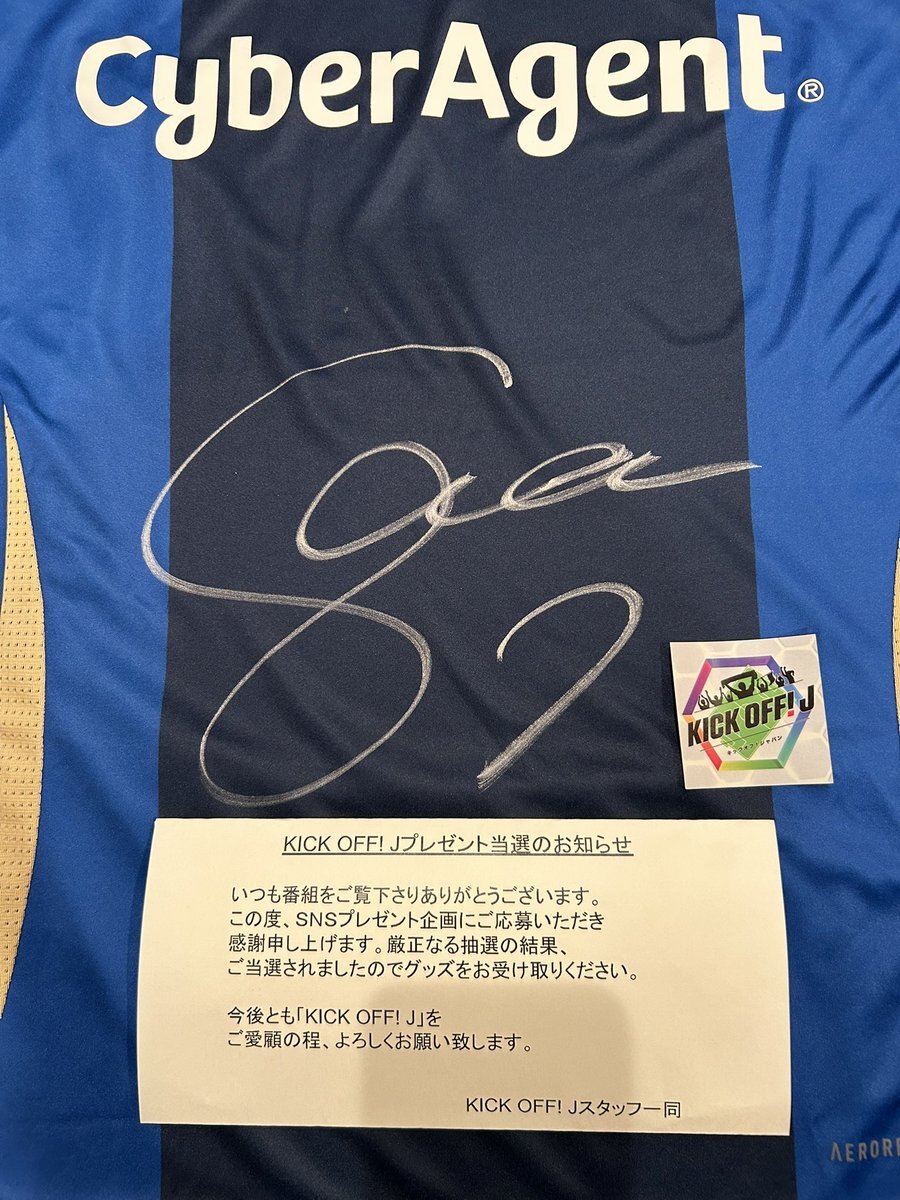 CyberAgent®
7
KICK OFF! J
キックオフ!ジャパン
KICK OFF! Jプレゼント当選のお知らせ
いつも番組をご覧下さりありがとうございます。
この度、SNSプレゼント企画にご応募いただき
感謝申し上げます。厳正なる抽選の結果、
ご当選されましたのでグッズをお受け取りください。
今後とも「KICK OFF! J」を
ご愛顧の程、よろしくお願い致します。
KICK OFF! Jスタッフ一同